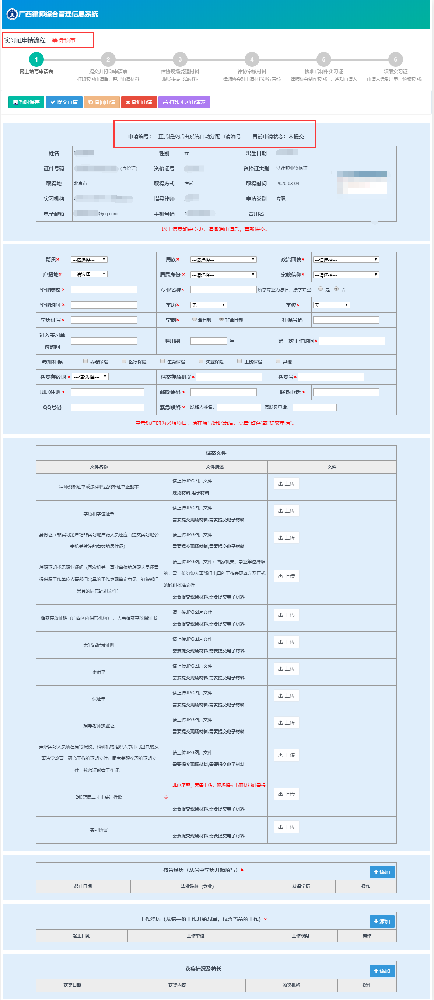 广西律师综合管理信息系统
实习证申请流程 等待预审
1 2 3 4 5 6
网上填写申请表 提交并打印申请表 律协现场受理材料 律协审核材料 核准后制作实习证 领取实习证
打印实习申请后，整理申请材料 现场提交书面材料 律师协会对申请材料进行审核 律师协会制作实习证，通知申请人 申请人凭受理单，领取实习证
暂时保存 提交申请 撤回申请 撤消申请 打印实习申请表
申请编号： 正式提交后由系统自动分配申请编号 目前申请状态：未提交
姓名 性别 女 出生日期
证件号码 （身份证） 资格证号 资格证类别 法律职业资格证
取得地 北京市 取得方式 考试 取得时间 2020-03-04
实习机构 指导律师 申请类别 专职
电子邮箱 @qq.com 手机号码 1 曾用名
以上信息如需变更，请撤消申请后，重新提交。
籍贯× ---请选择--- 民族× ---请选择--- 政治面貌× ---请选择---
户籍地× ---请选择--- 居民身份 × ---请选择--- 宗教信仰× ---请选择---
毕业院校 × 专业名称× 所学专业为法律、法学专业： 是 否
毕业时间 × 学历× 无 学位× 无
学历证号× 学制× 全日制 非全日制 社保号码
进入实习单
位时间 聘用期 年 第一次工作时间×
参加社保 养老保险 医疗保险 生育保险 失业保险 工伤保险 其他
档案存放地 × ---请选择--- 档案存放机关× 档案号×
现居住地 × 邮政编码 × 联系电话 ×
QQ号码 紧急联络 × 联络人姓名： 其联系电话：
星号标注的为必填项目，请在填写好此表后，点击“暂存”或“提交申请”。
档案文件
文件名称 文件描述 文件
律师资格证书或法律职业资格证书正副本 请上传JPG图片文件 上传
现场材料,电子材料
学历和学位证书 请上传JPG图片文件 上传
需要提交现场材料,需要提交电子材料
身份证（非实习第户籍非实习地户籍人员还应当提交实习地公 请上传JPG图片文件 上传
安机关核发的有效的居住证） 需要提交现场材料,需要提交电子材料
辞职证明或无职业证明（国家机关、事业单位的辞职人员还需
提供原工作单位人事部门出具的工作表现鉴定意见、组织部门
出具的同意辞职文件）
请上传JPG图片文件；国家机关、事业单位辞职
的，需上传组织人事部门出具的工作表现鉴定及正式
的辞职批准文件
需要提交现场材料,需要提交电子材料
上传
档案存放证明（广西区内保管机构）、人事档案存放保证书 请上传JPG图片文件 上传
需要提交现场材料,需要提交电子材料
无犯罪记录证明 请上传JPG图片文件 上传
需要提交现场材料,需要提交电子材料
承诺书 请上传JPG图片文件 上传
需要提交现场材料,需要提交电子材料
保证书 请上传JPG图片文件 上传
需要提交现场材料,需要提交电子材料
指导老师执业证 请上传JPG图片文件 上传
需要提交现场材料,需要提交电子材料
兼职实习人员所在高等院校、科研机构组织人事部门出具的从
事法学教育、研究工作的证明文件；同意兼职实习的证明文
件；教师证或者工作证。
请上传JPG图片文件
需要提交现场材料,需要提交电子材料
上传
2张蓝底二寸正装证件照
非电子照，无需上传，现场提交书面材料时需提
交
需要提交现场材料,需要提交电子材料
上传
实习协议 需要提交现场材料,需要提交电子材料 上传
教育经历（从高中学历开始填写）× 添加
起止日期 毕业院校（专业） 获得学历 操作
工作经历（从第一份工作开始起写，包含当前的工作）× 添加
起止日期 工作单位 工作职务 操作
获奖情况及特长 添加
获奖日期 获奖内容 颁奖机构 操作